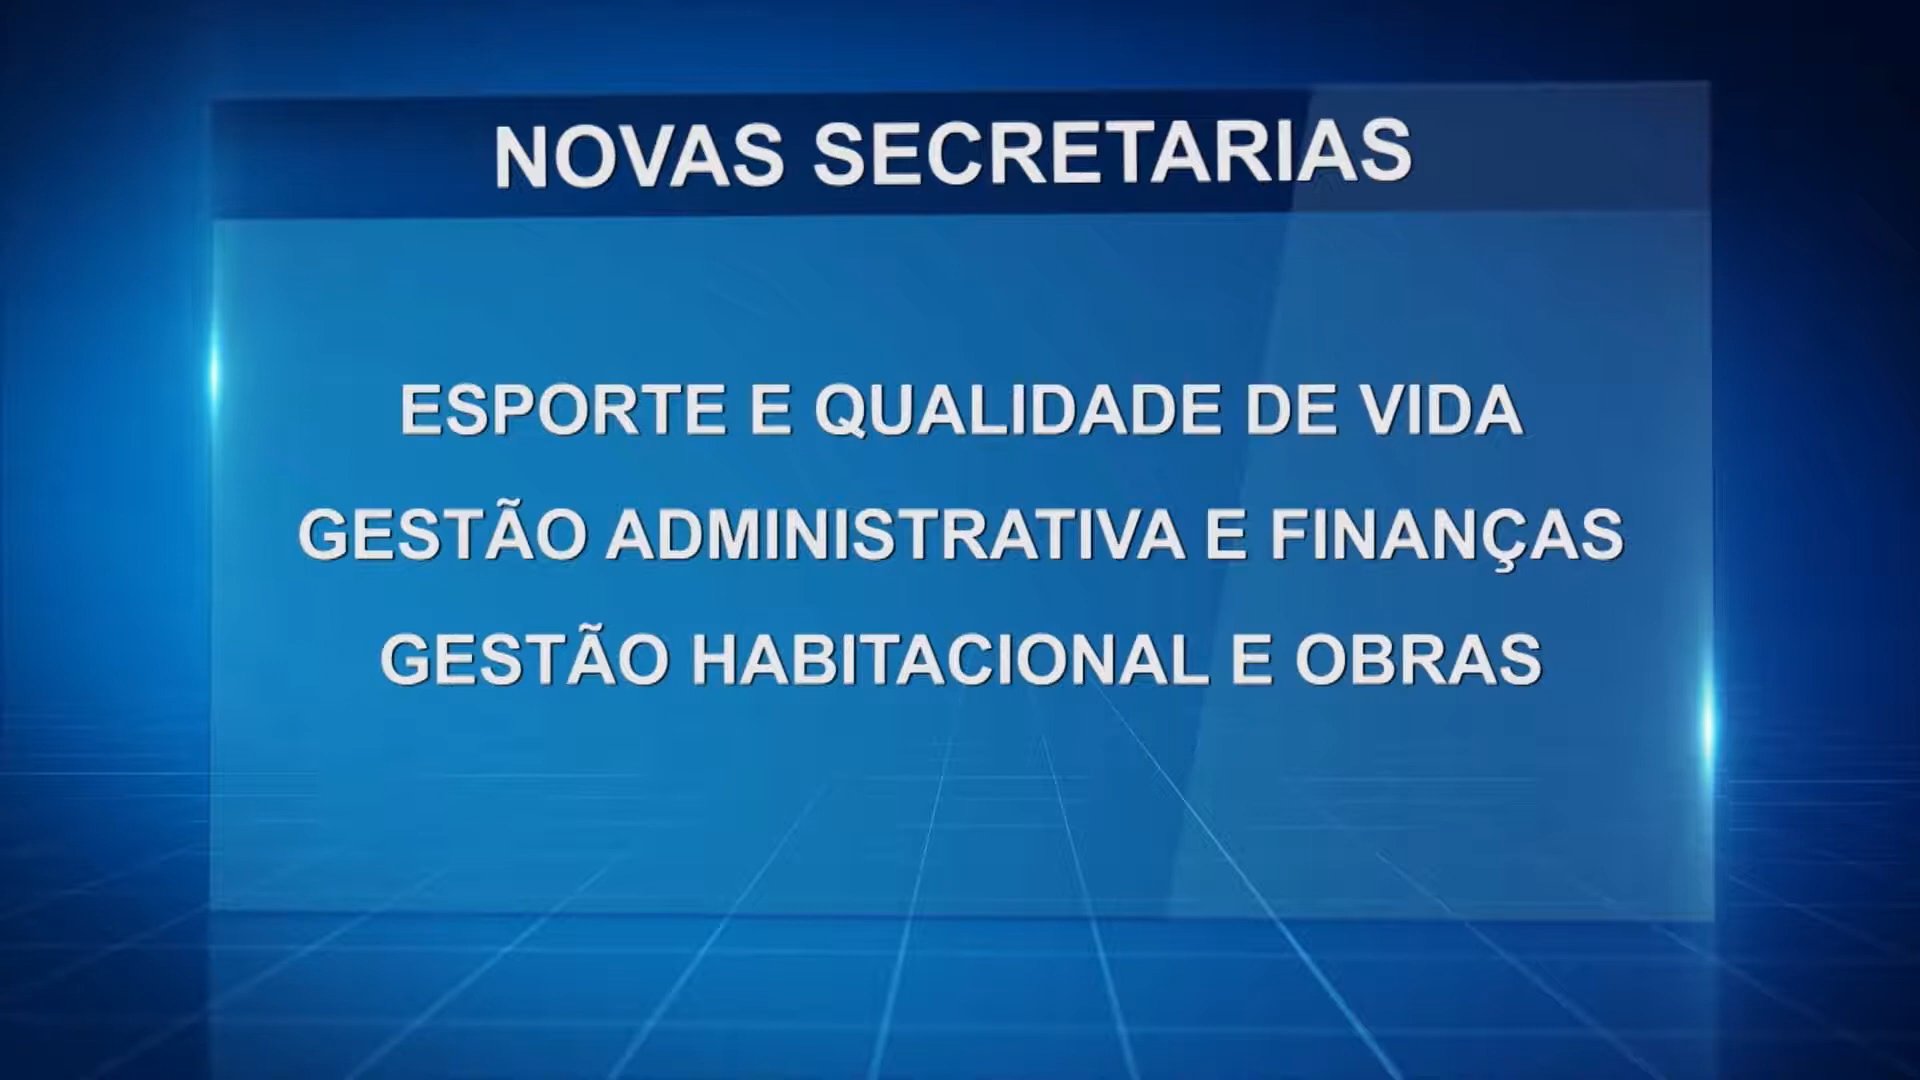 NOVAS SECRETARIAS
ESPORTE E QUALIDADE DE VIDA
GESTÃO ADMINISTRATIVA E FINANÇAS
GESTÃO HABITACIONAL E OBRAS